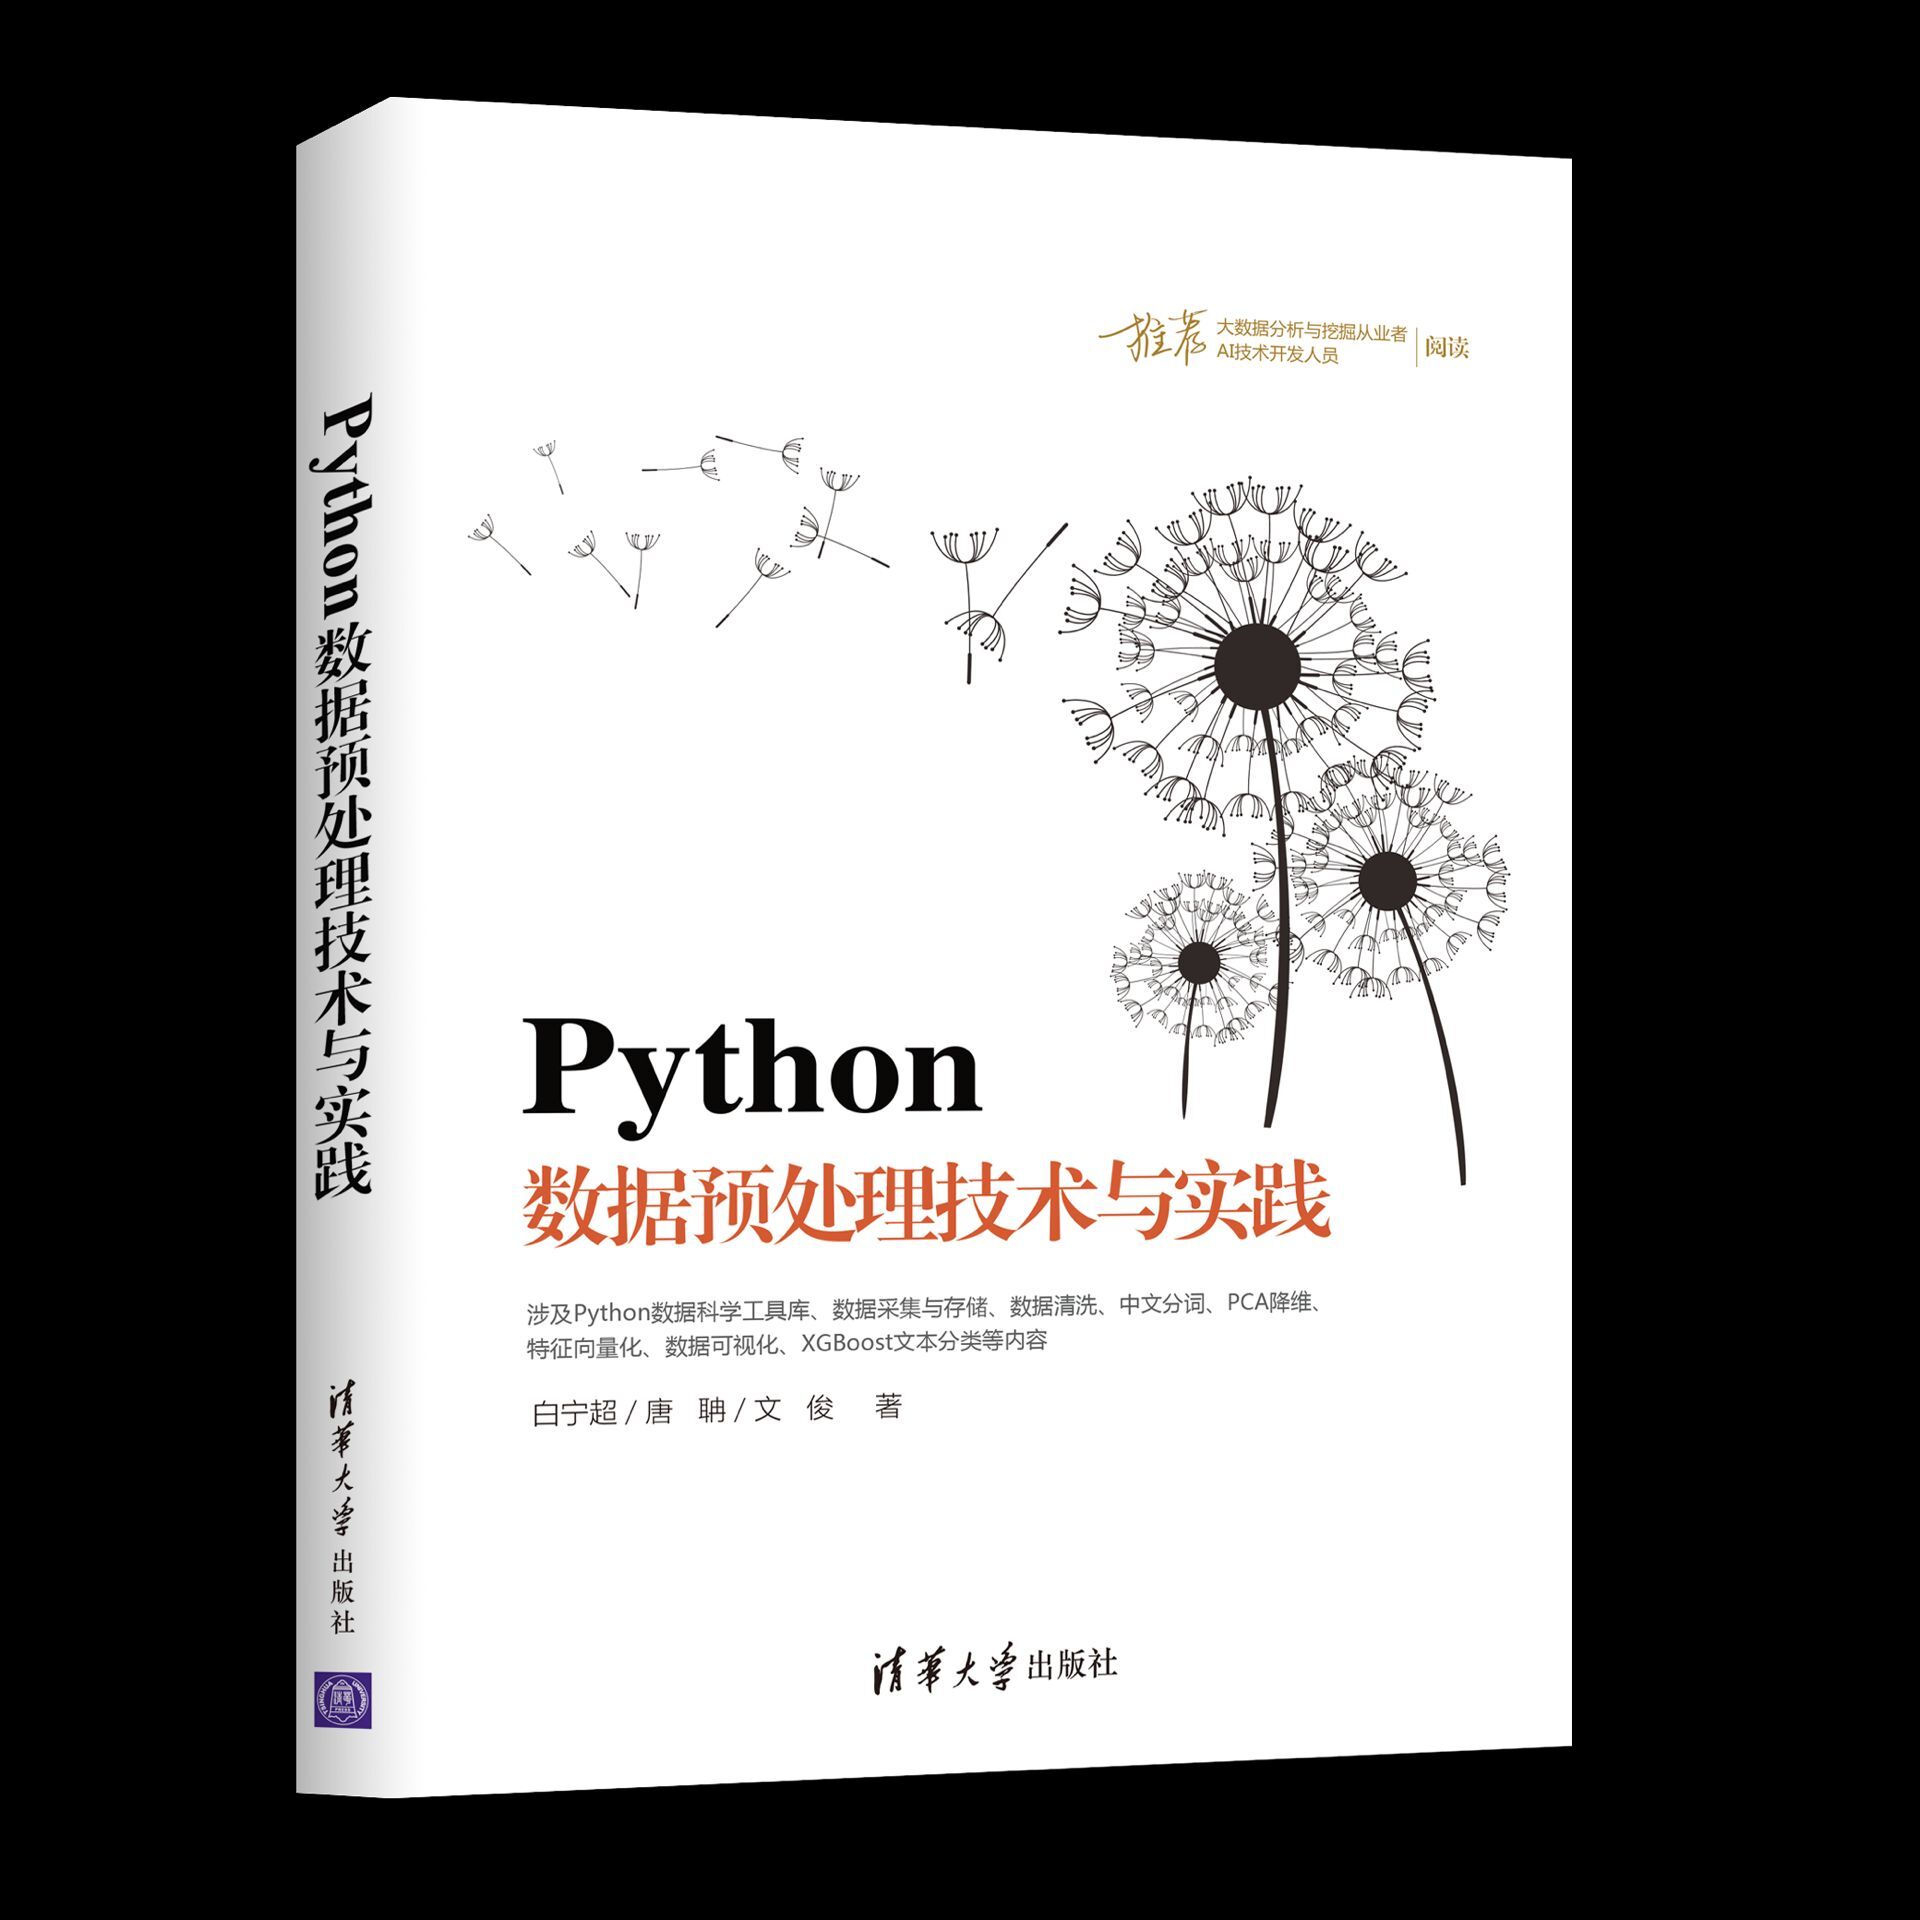 Python数据预处理技术与实践
清华大学出版社
TSINGHUA UNIVERSITY
PRESS
推荐
大数据分析与挖掘从业者
AI技术开发人员
阅读
Python
数据预处理技术与实践
涉及Python数据科学工具库、数据采集与存储、数据清洗、中文分词、PCA降维、
特征向量化、数据可视化、XGBoost文本分类等内容
白宁超/唐 聃/文 俊 著
清華大学出版社